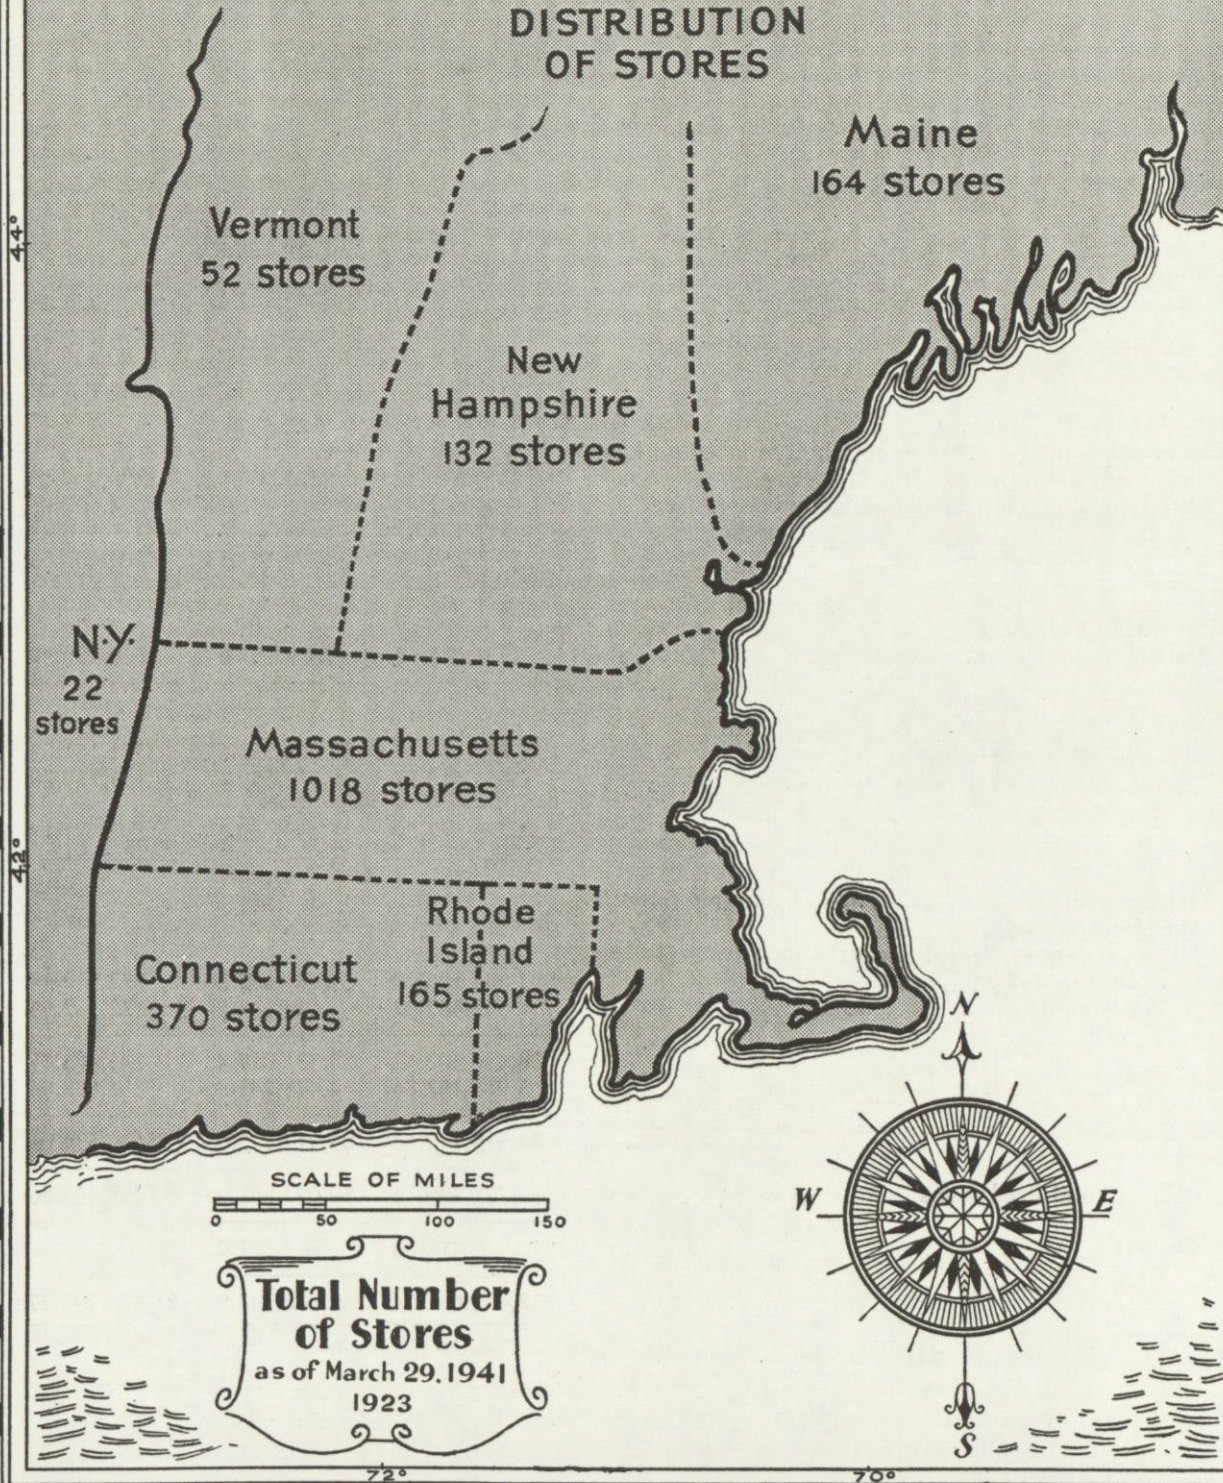 DISTRIBUTION
OF STORES
Maine
164 stores
Vermont
52 stores
44°
New
Hampshire
132 stores
N.Y.
22
stores
Massachusetts
1018 stores
42°
Rhode
Island
165 stores
Connecticut
370 stores
N
W
E
S
SCALE OF MILES
0 50 100 150
Total Number
of Stores
as of March 29, 1941
1923
72° 70°